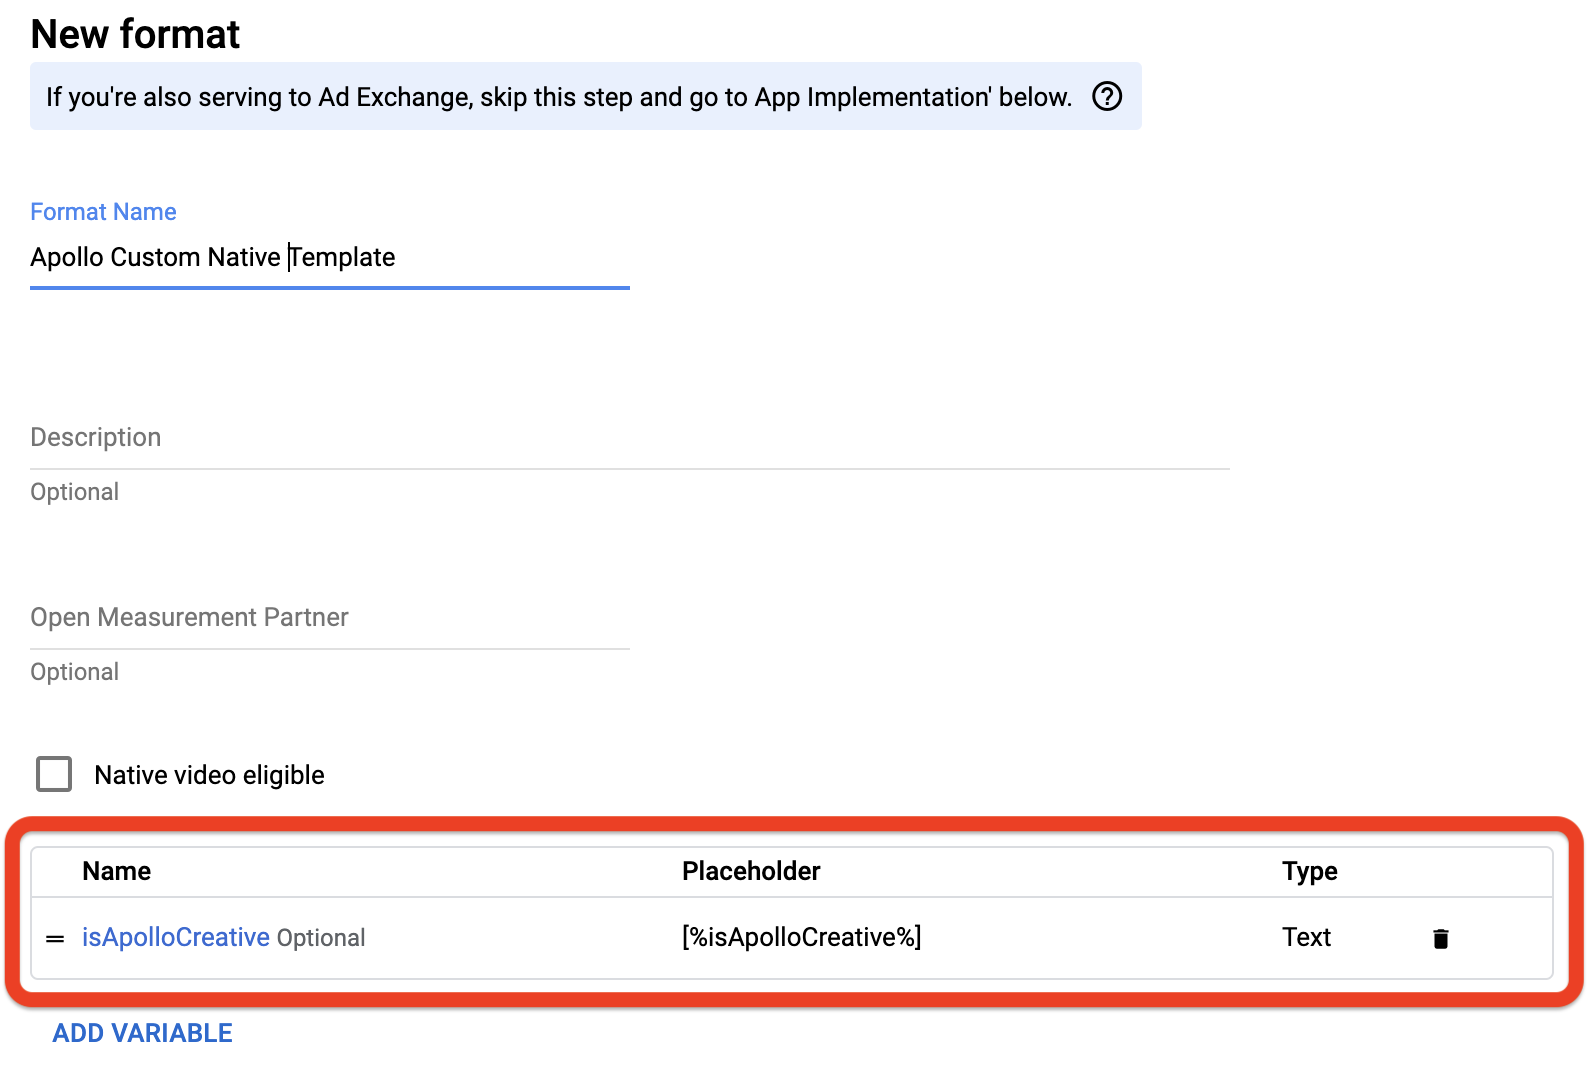 New format
If you're also serving to Ad Exchange, skip this step and go to App Implementation' below.
Format Name
Apollo Custom Native Template
Description
Optional
Open Measurement Partner
Optional
Native video eligible
Name Placeholder Type
isApolloCreative Optional [%isApolloCreative%] Text
ADD VARIABLE